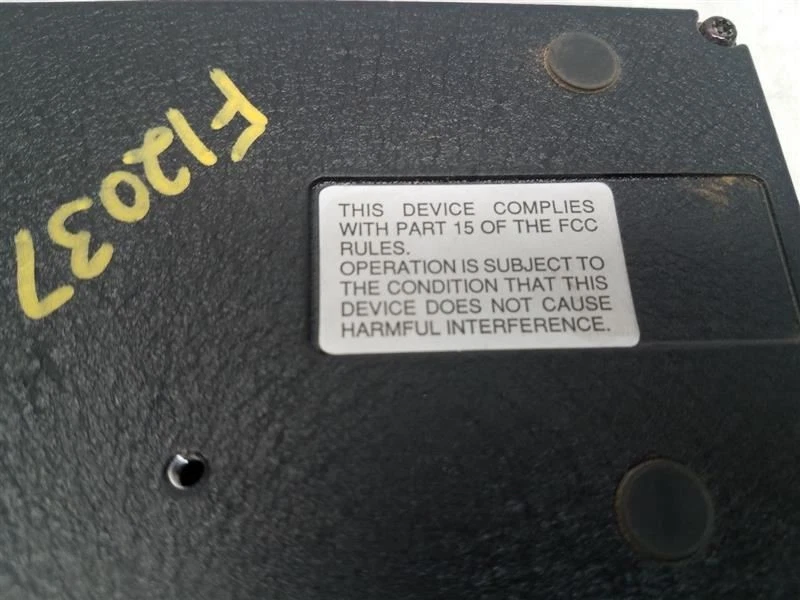 F12037
THIS DEVICE COMPLIES
WITH PART 15 OF THE FCC
RULES.
OPERATION IS SUBJECT TO
THE CONDITION THAT THIS
DEVICE DOES NOT CAUSE
HARMFUL INTERFERENCE.